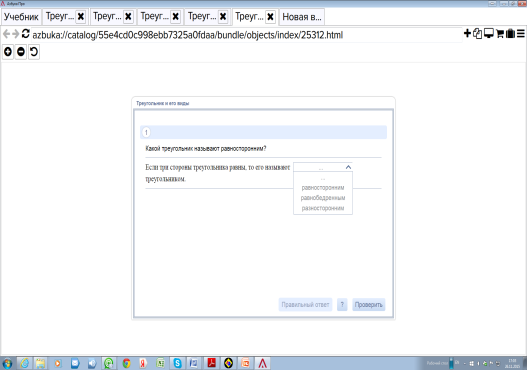 АзбукаПро
Учебник Треуг... Треуг... Треуг... Треуг... Треуг... Новая в...
azbuka://catalog/55e4cd0c998ebb7325a0fdaa/bundle/objects/index/25312.html
Треугольник и его виды
1
Какой треугольник называют равносторонним?
Если три стороны треугольника равны, то его называют ...
треугольником.
...
равносторонним
равнобедренным
разносторонним
Правильный ответ ? Проверить